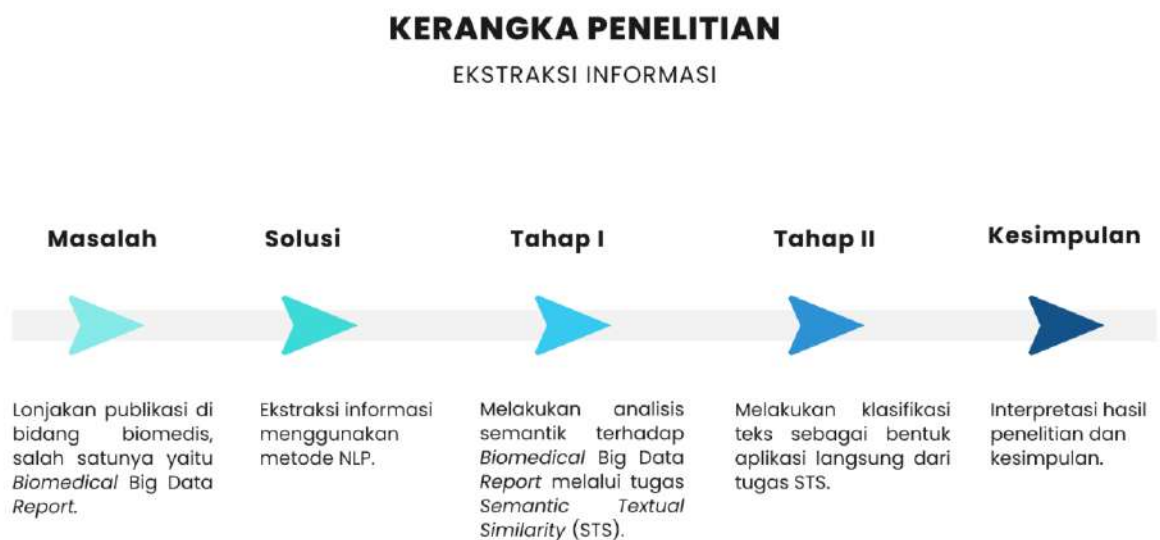 KERANGKA PENELITIAN
EKSTRAKSI INFORMASI
Masalah
Lonjakan publikasi di
bidang biomedis,
salah satunya yaitu
Biomedical Big Data
Report.
Solusi
Ekstraksi informasi
menggunakan
metode NLP.
Tahap I
Melakukan analisis
semantik terhadap
Biomedical Big Data
Report melalui tugas
Semantic Textual
Similarity (STS).
Tahap II
Melakukan klasifikasi
teks sebagai bentuk
aplikasi langsung dari
tugas STS.
Kesimpulan
Interpretasi hasil
penelitian dan
kesimpulan.